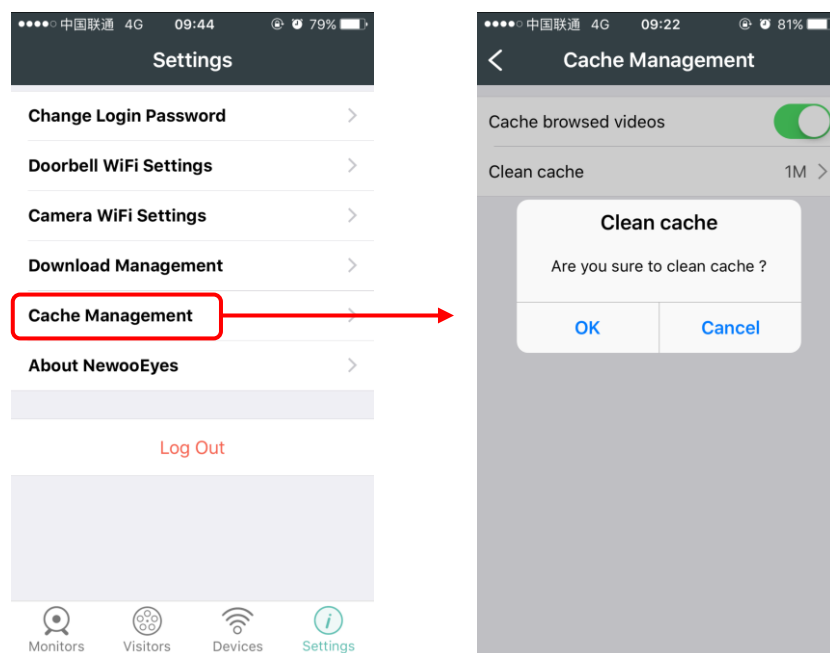 中国联通 4G 09:44 79%
Settings
Change Login Password
Doorbell WiFi Settings
Camera WiFi Settings
Download Management
Cache Management
About NewooEyes
Log Out
Monitors Visitors Devices Settings
中国联通 4G 09:22 81%
Cache Management
Cache browsed videos
Clean cache 1M
Clean cache
Are you sure to clean cache ?
OK Cancel